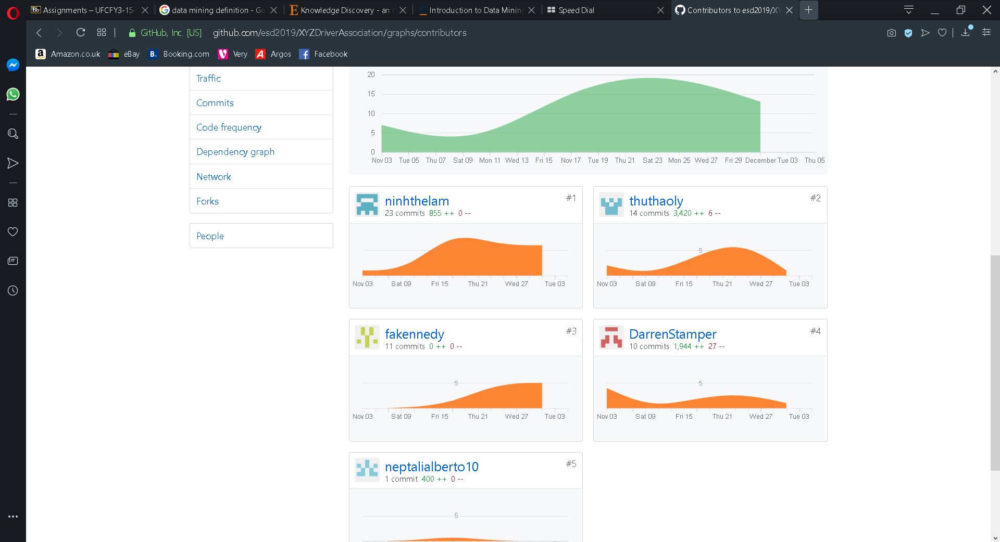 Bb Assignments – UFCFY3-15-
data mining definition - Go
Knowledge Discovery - an
Introduction to Data Mining
Speed Dial
Contributors to esd2019/XY
GitHub, Inc. [US] github.com/esd2019/XYZDriverAssociation/graphs/contributors
Amazon.co.uk eBay B. Booking.com Very Argos Facebook
Traffic
Commits
Code frequency
Dependency graph
Network
Forks
People
20
15
10
5
0
Nov 03 Tue 05 Thu 07 Sat 09 Mon 11 Wed 13 Fri 15 Nov 17 Tue 19 Thu 21 Sat 23 Mon 25 Wed 27 Fri 29 December Tue 03 Thu 05
ninhthelam #1
23 commits 855 ++ 0 --
Nov 03 Sat 09 Fri 15 Thu 21 Wed 27 Tue 03
thuthaoly #2
14 commits 3,420 ++ 6 --
5
Nov 03 Sat 09 Fri 15 Thu 21 Wed 27 Tue 03
fakennedy #3
11 commits 0 ++ 0 --
5
Nov 03 Sat 09 Fri 15 Thu 21 Wed 27 Tue 03
DarrenStamper #4
10 commits 1,944 ++ 27 --
5
Nov 03 Sat 09 Fri 15 Thu 21 Wed 27 Tue 03
neptalialberto10 #5
1 commit 400 ++ 0 --
5